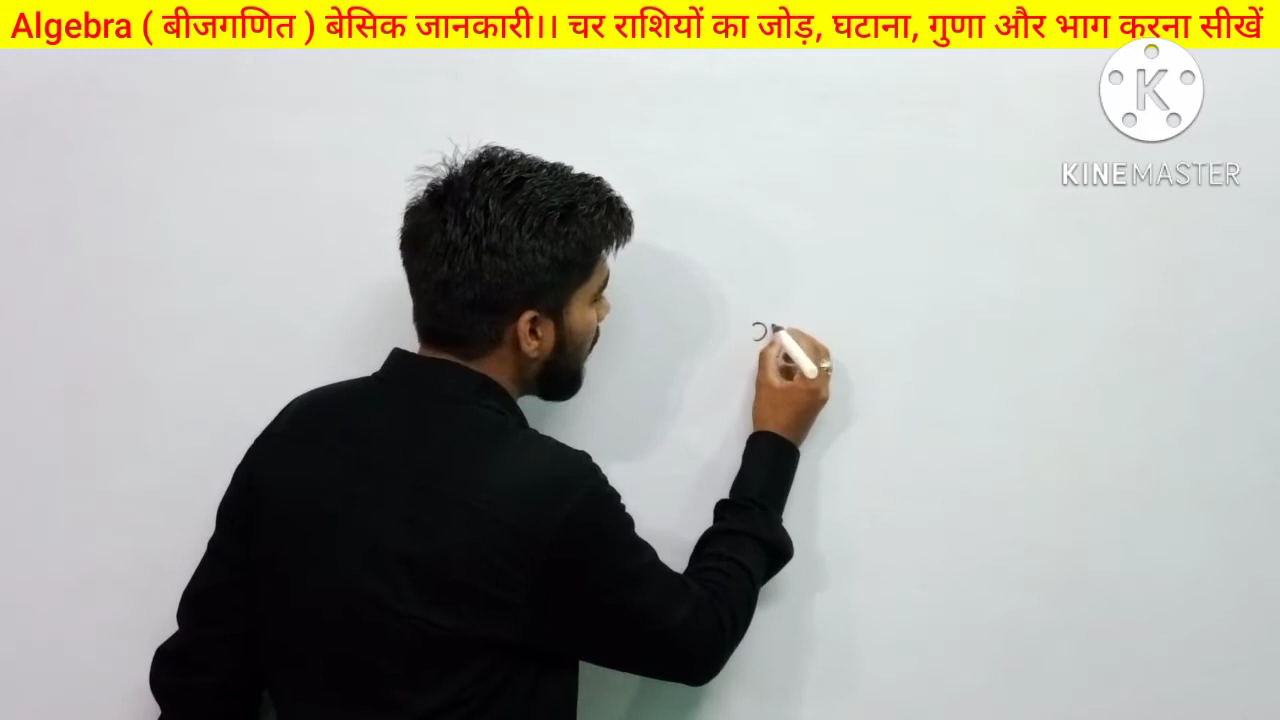 Algebra ( बीजगणित ) बेसिक जानकारी।। चर राशियों का जोड़, घटाना, गुणा और भाग करना सीखें
K
KINEMASTER